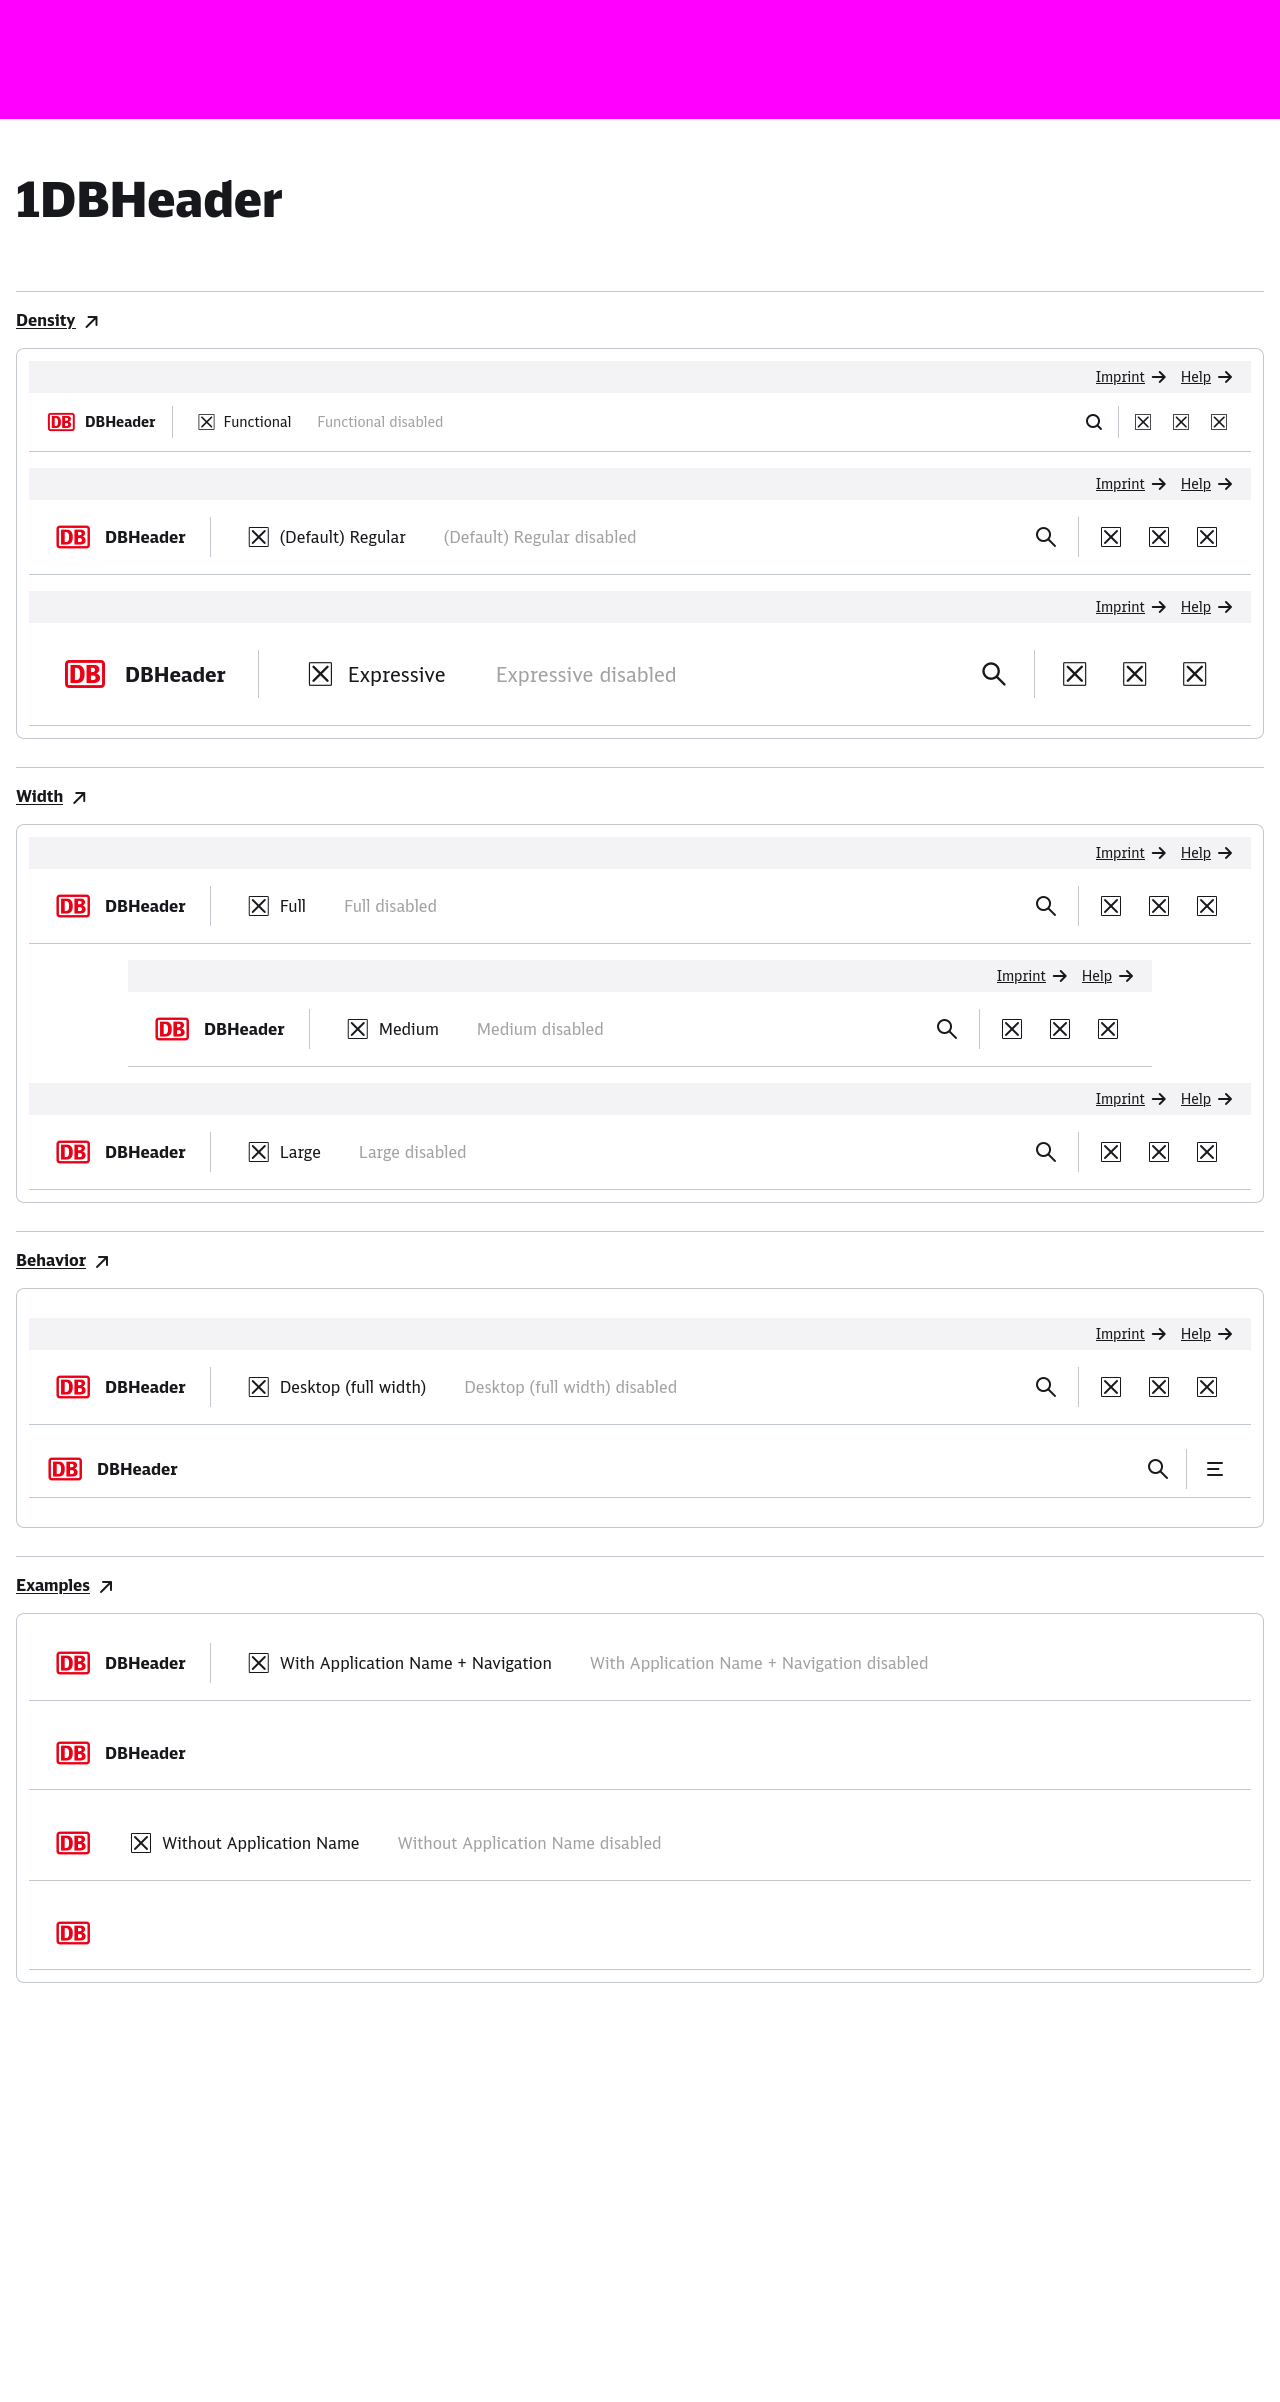 1DBHeader
Density
Imprint Help
DB DBHeader Functional Functional disabled
Imprint Help
DB DBHeader (Default) Regular (Default) Regular disabled
Imprint Help
DB DBHeader Expressive Expressive disabled
Width
Imprint Help
DB DBHeader Full Full disabled
Imprint Help
DB DBHeader Medium Medium disabled
Imprint Help
DB DBHeader Large Large disabled
Behavior
Imprint Help
DB DBHeader Desktop (full width) Desktop (full width) disabled
DB DBHeader
Examples
DB DBHeader With Application Name + Navigation With Application Name + Navigation disabled
DB DBHeader
DB Without Application Name Without Application Name disabled
DB